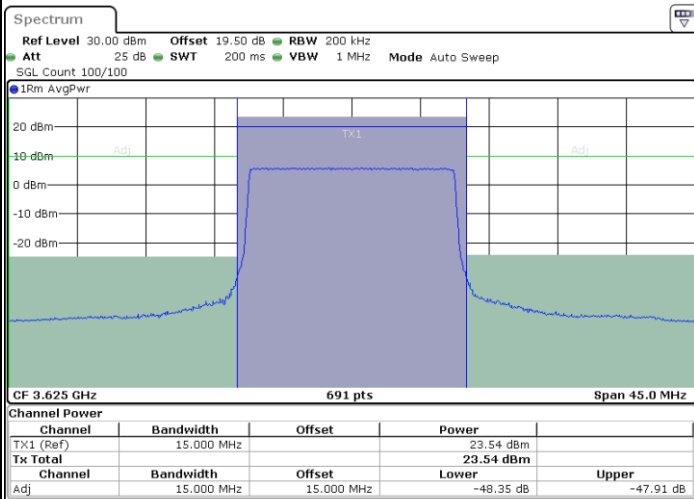 Spectrum
Ref Level 30.00 dBm Offset 19.50 dB RBW 200 kHz
Att 25 dB SWT 200 ms VBW 1 MHz Mode Auto Sweep
SGL Count 100/100
1Rm AvgPwr
20 dBm
TX1
Adj Adj
10 dBm
0 dBm
-10 dBm
-20 dBm
CF 3.625 GHz 691 pts Span 45.0 MHz
Channel Power
Channel Bandwidth Offset Power
TX1 (Ref) 15.000 MHz 23.54 dBm
Tx Total 23.54 dBm
Channel Bandwidth Offset Lower Upper
Adj 15.000 MHz 15.000 MHz -48.35 dB -47.91 dB